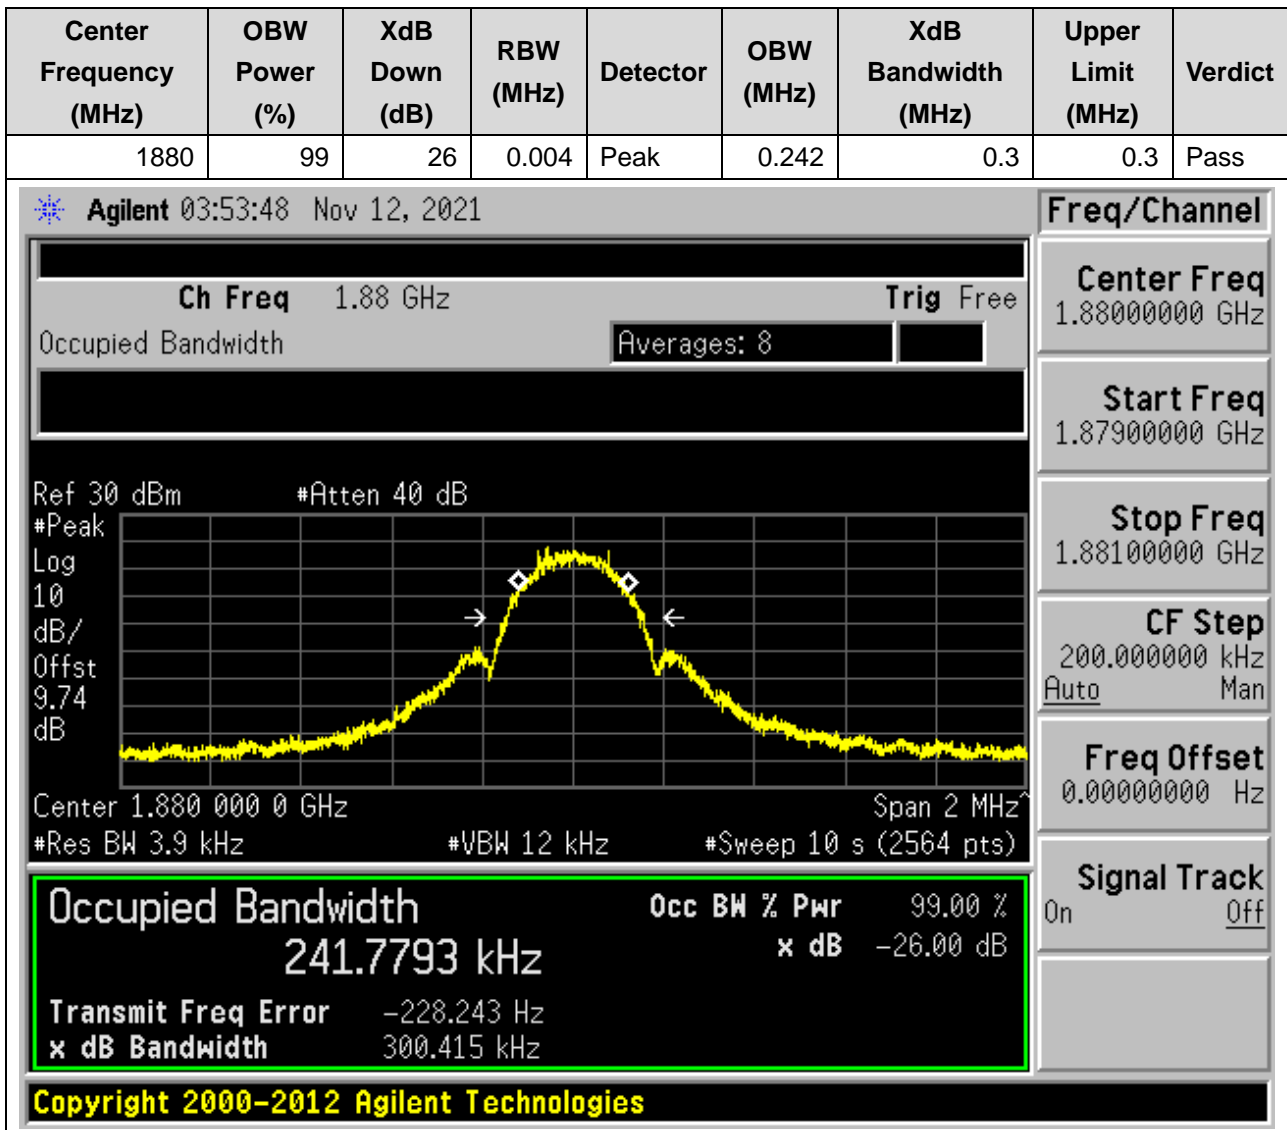 Center Frequency (MHz) OBW Power (%) XdB Down (dB) RBW (MHz) Detector OBW (MHz) XdB Bandwidth (MHz) Upper Limit (MHz) Verdict
1880 99 26 0.004 Peak 0.242 0.3 0.3 Pass
Agilent 03:53:48 Nov 12, 2021
Ch Freq 1.88 GHz Trig Free
Occupied Bandwidth Averages: 8
Ref 30 dBm #Atten 40 dB
#Peak
Log
10
dB/
Offst
9.74
dB
Center 1.880 000 0 GHz Span 2 MHz^
#Res BW 3.9 kHz #VBW 12 kHz #Sweep 10 s (2564 pts)
Occupied Bandwidth Occ BW % Pwr 99.00 %
241.7793 kHz x dB -26.00 dB
Transmit Freq Error -228.243 Hz
x dB Bandwidth 300.415 kHz
Copyright 2000-2012 Agilent Technologies
Freq/Channel
Center Freq
1.88000000 GHz
Start Freq
1.87900000 GHz
Stop Freq
1.88100000 GHz
CF Step
200.000000 kHz
Auto Man
Freq Offset
0.00000000 Hz
Signal Track
On Off